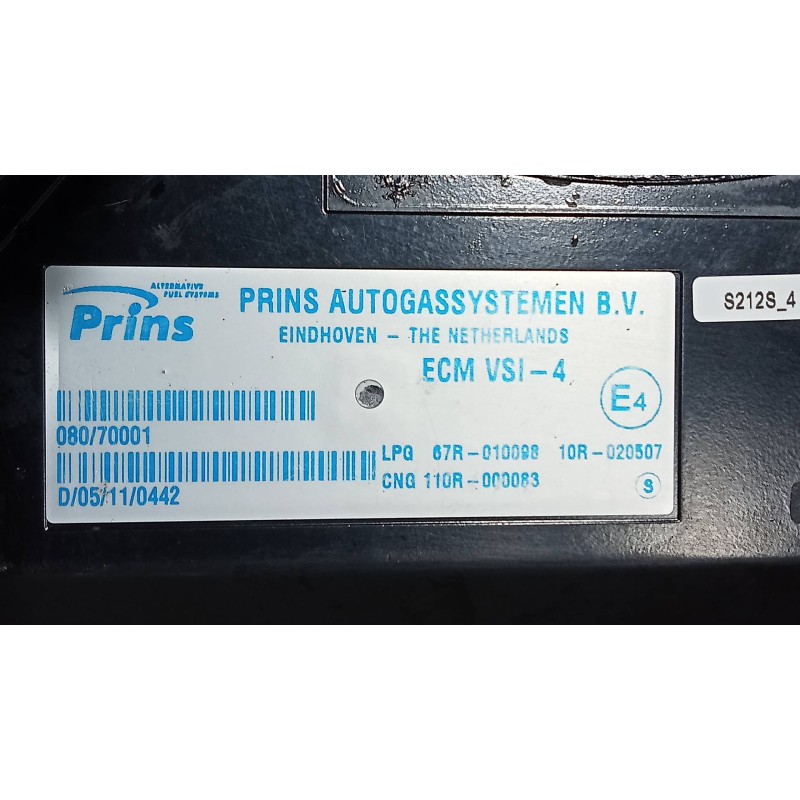 ALTERNATIVE
FUEL SYSTEMS
Prins
PRINS AUTOGASSYSTEMEN B.V.
EINDHOVEN - THE NETHERLANDS
ECM VSI-4
E4
080/70001
LPG 67R-010098 10R-020507
CNG 110R-000083
S
D/05/11/0442
S212S_4